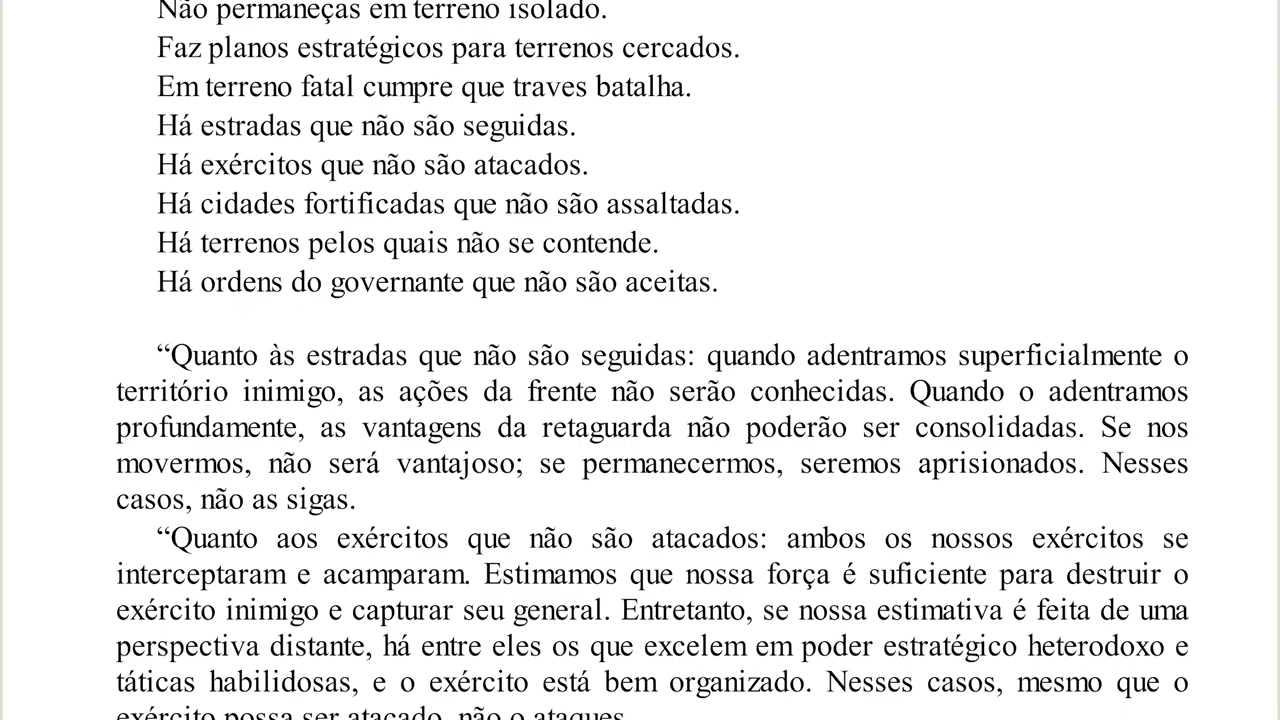 Não permaneças em terreno isolado.
Faz planos estratégicos para terrenos cercados.
Em terreno fatal cumpre que traves batalha.
Há estradas que não são seguidas.
Há exércitos que não são atacados.
Há cidades fortificadas que não são assaltadas.
Há terrenos pelos quais não se contende.
Há ordens do governante que não são aceitas.
“Quanto às estradas que não são seguidas: quando adentramos superficialmente o
território inimigo, as ações da frente não serão conhecidas. Quando o adentramos
profundamente, as vantagens da retaguarda não poderão ser consolidadas. Se nos
movermos, não será vantajoso; se permanecermos, seremos aprisionados. Nesses
casos, não as sigas.
“Quanto aos exércitos que não são atacados: ambos os nossos exércitos se
interceptaram e acamparam. Estimamos que nossa força é suficiente para destruir o
exército inimigo e capturar seu general. Entretanto, se nossa estimativa é feita de uma
perspectiva distante, há entre eles os que excelem em poder estratégico heterodoxo e
táticas habilidosas, e o exército está bem organizado. Nesses casos, mesmo que o
exército possa ser atacado, não o ataques.